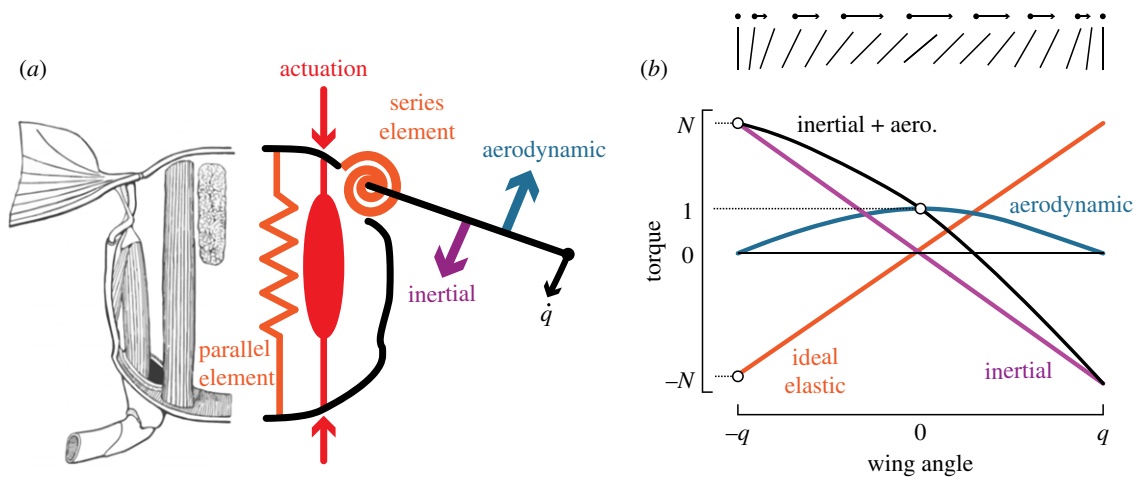 (a)
actuation
series
element
aerodynamic
inertial
q̇
parallel
element
(b)
N
inertial + aero.
1
aerodynamic
0
torque
ideal
elastic
inertial
−N
−q
0
q
wing angle